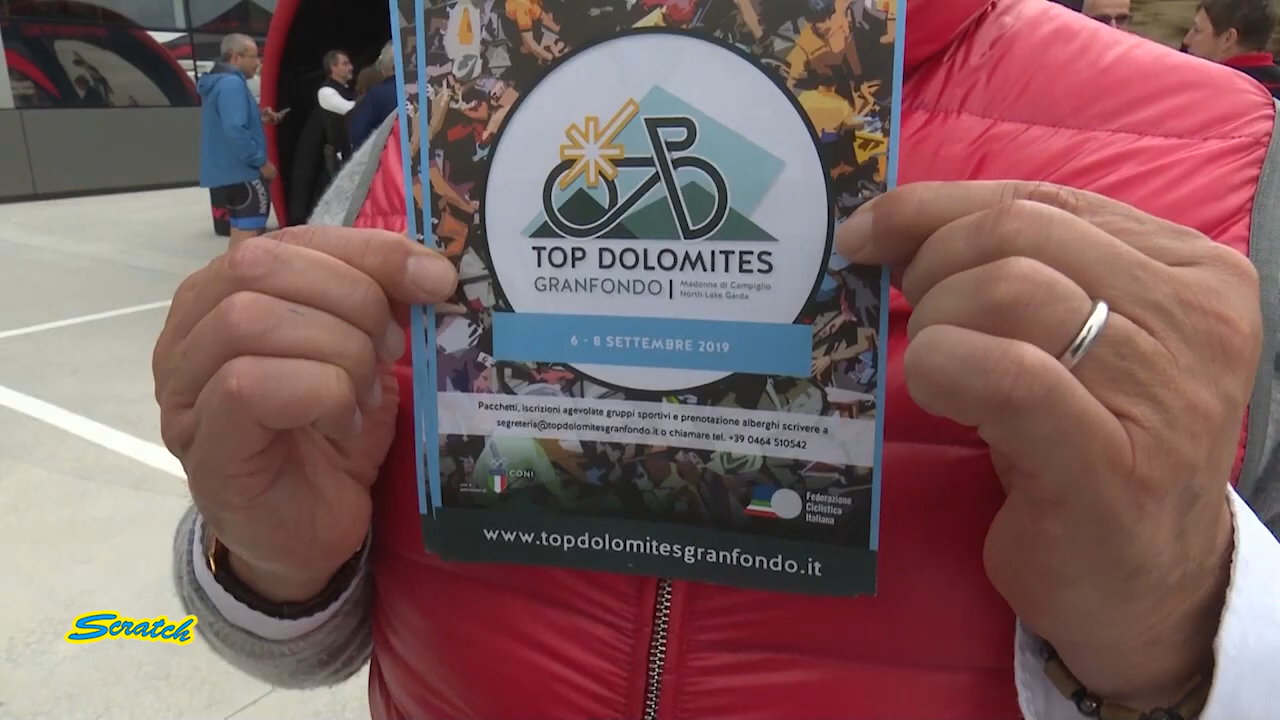 TOP DOLOMITES
GRANFONDO | Madonna di Campiglio
North Lake Garda
6 - 8 SETTEMBRE 2019
Pacchetti, iscrizioni agevolate gruppi sportivi e prenotazione alberghi scrivere a
segreteria@topdolomitesgranfondo.it o chiamare tel. +39 0464 510542
CONI
Federazione
Ciclistica
Italiana
www.topdolomitesgranfondo.it
Scratch